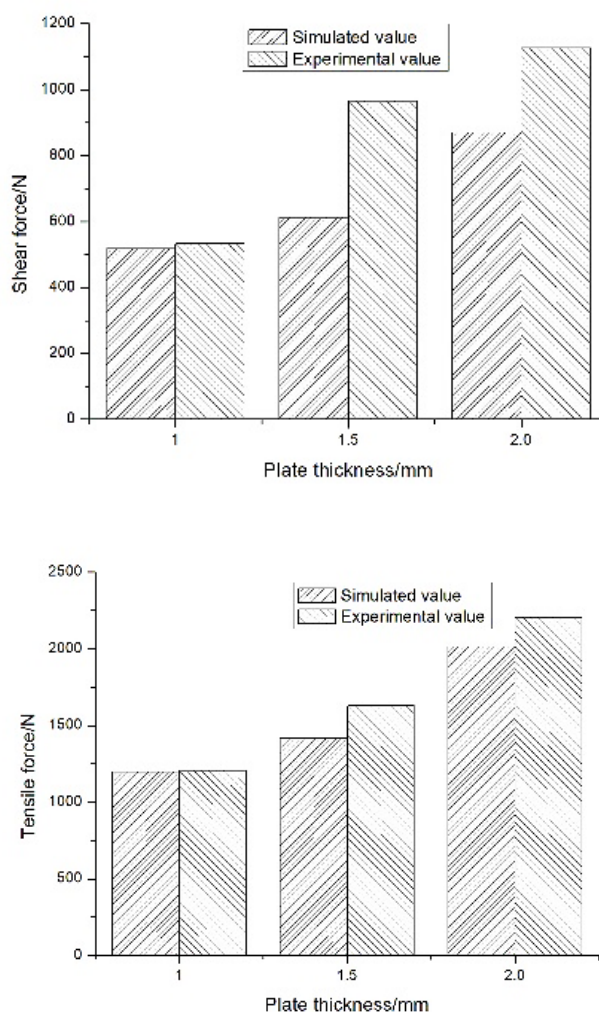 1200
1000
800
600
400
200
0
Shear force/N
Simulated value
Experimental value
1 1.5 2.0
Plate thickness/mm
2500
2000
1500
1000
500
0
Tensile force/N
Simulated value
Experimental value
1 1.5 2.0
Plate thickness/mm